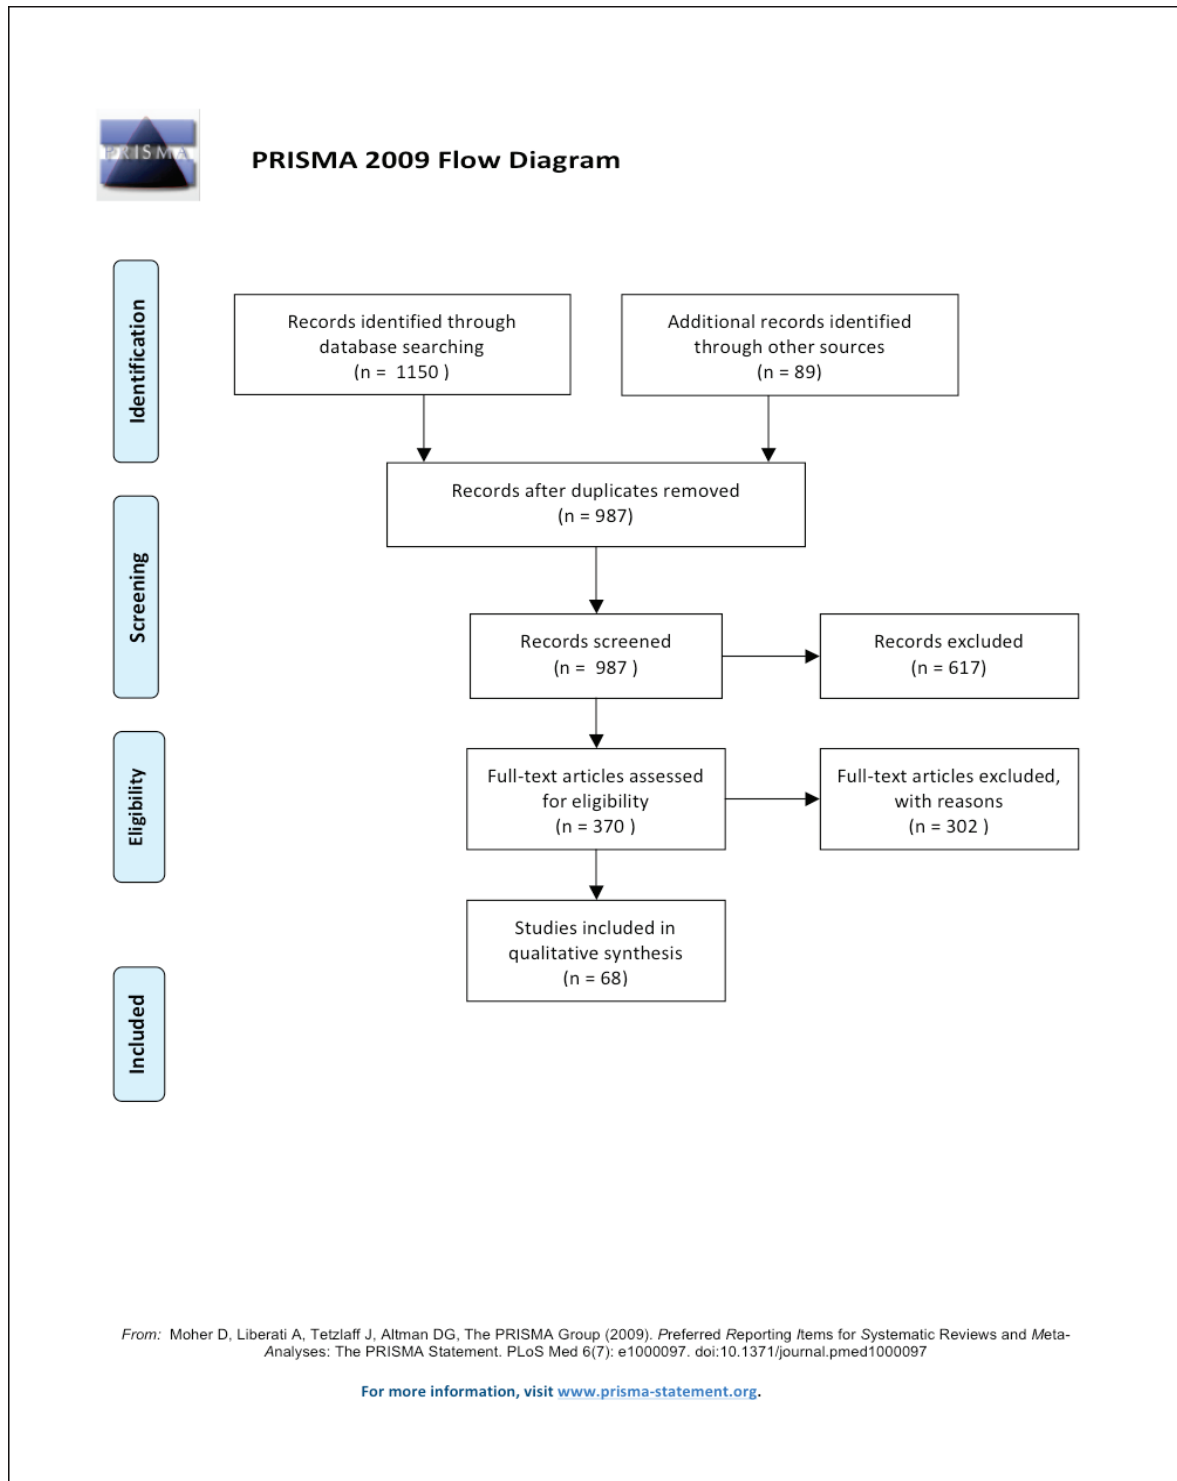 PRISMA
PRISMA 2009 Flow Diagram
Identification
Records identified through
database searching
(n =  1150 )
Additional records identified
through other sources
(n = 89)
Records after duplicates removed
(n = 987)
Screening
Records screened
(n =  987 )
Records excluded
(n = 617)
Eligibility
Full-text articles assessed
for eligibility
(n = 370 )
Full-text articles excluded,
with reasons
(n = 302 )
Studies included in
qualitative synthesis
(n = 68)
Included
From:  Moher D, Liberati A, Tetzlaff J, Altman DG, The PRISMA Group (2009). Preferred Reporting Items for Systematic Reviews and Meta-
Analyses: The PRISMA Statement. PLoS Med 6(7): e1000097. doi:10.1371/journal.pmed1000097
For more information, visit www.prisma-statement.org.